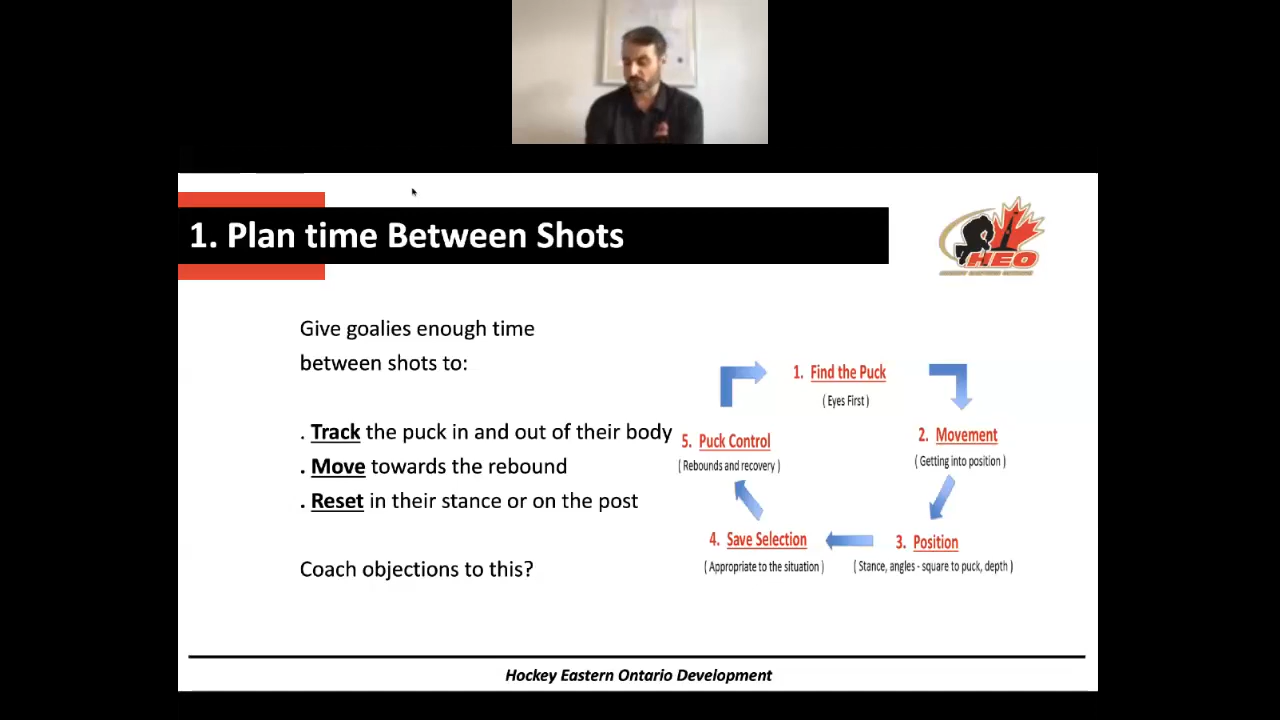 1. Plan time Between Shots
HEO
Give goalies enough time
between shots to:
. Track the puck in and out of their body
. Move towards the rebound
. Reset in their stance or on the post
Coach objections to this?
1. Find the Puck
( Eyes First )
2. Movement
( Getting into position )
3. Position
( Stance, angles - square to puck, depth )
4. Save Selection
( Appropriate to the situation )
5. Puck Control
( Rebounds and recovery )
Hockey Eastern Ontario Development